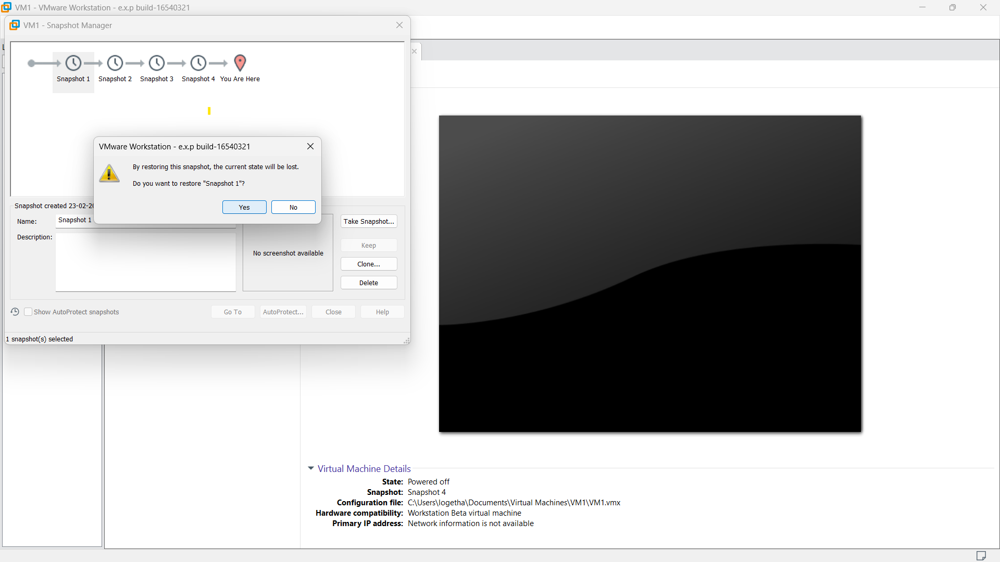 VM1 - VMware Workstation - e.x.p build-16540321
VM1 - Snapshot Manager
Snapshot 1
Snapshot 2
Snapshot 3
Snapshot 4
You Are Here
VMware Workstation - e.x.p build-16540321
By restoring this snapshot, the current state will be lost.
Do you want to restore "Snapshot 1"?
Yes
No
Snapshot created 23-02-20
Name:
Snapshot 1
Description:
No screenshot available
Take Snapshot...
Keep
Clone...
Delete
Show AutoProtect snapshots
Go To
AutoProtect...
Close
Help
1 snapshot(s) selected
Virtual Machine Details
State: Powered off
Snapshot: Snapshot 4
Configuration file: C:\Users\logetha\Documents\Virtual Machines\VM1\VM1.vmx
Hardware compatibility: Workstation Beta virtual machine
Primary IP address: Network information is not available